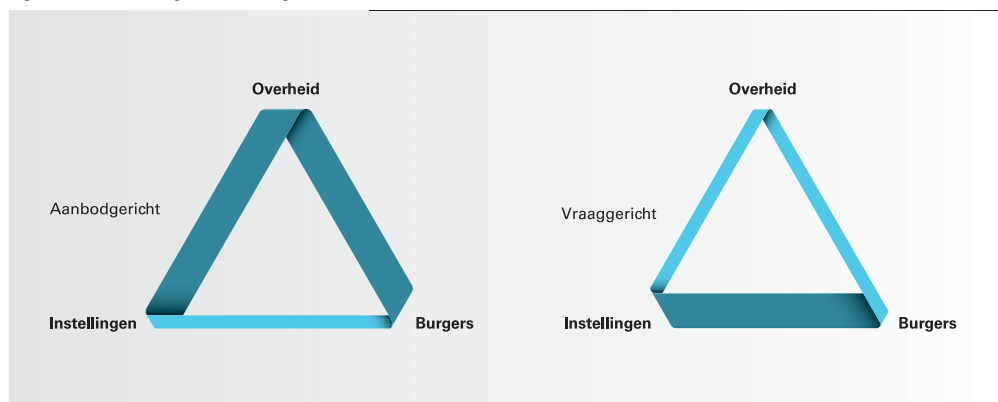 Overheid
Aanbodgericht
Instellingen
Burgers
Overheid
Vraaggericht
Instellingen
Burgers